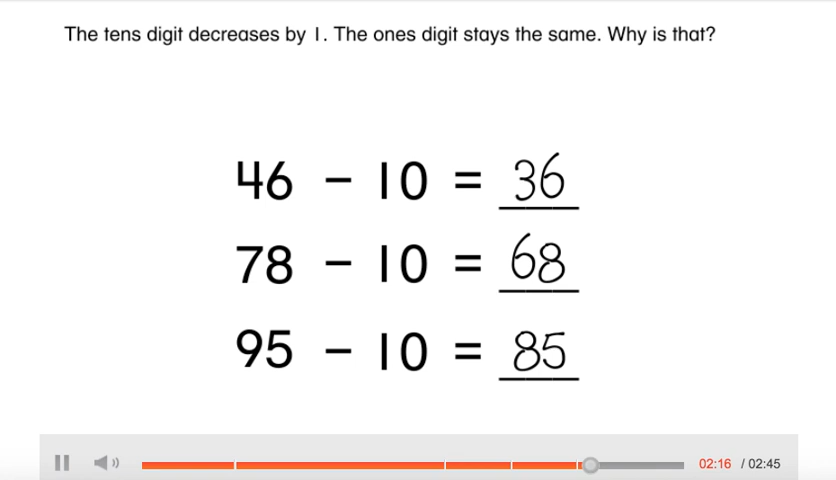 The tens digit decreases by 1. The ones digit stays the same. Why is that?
46 - 10 = 36
78 - 10 = 68
95 - 10 = 85
02:16 / 02:45